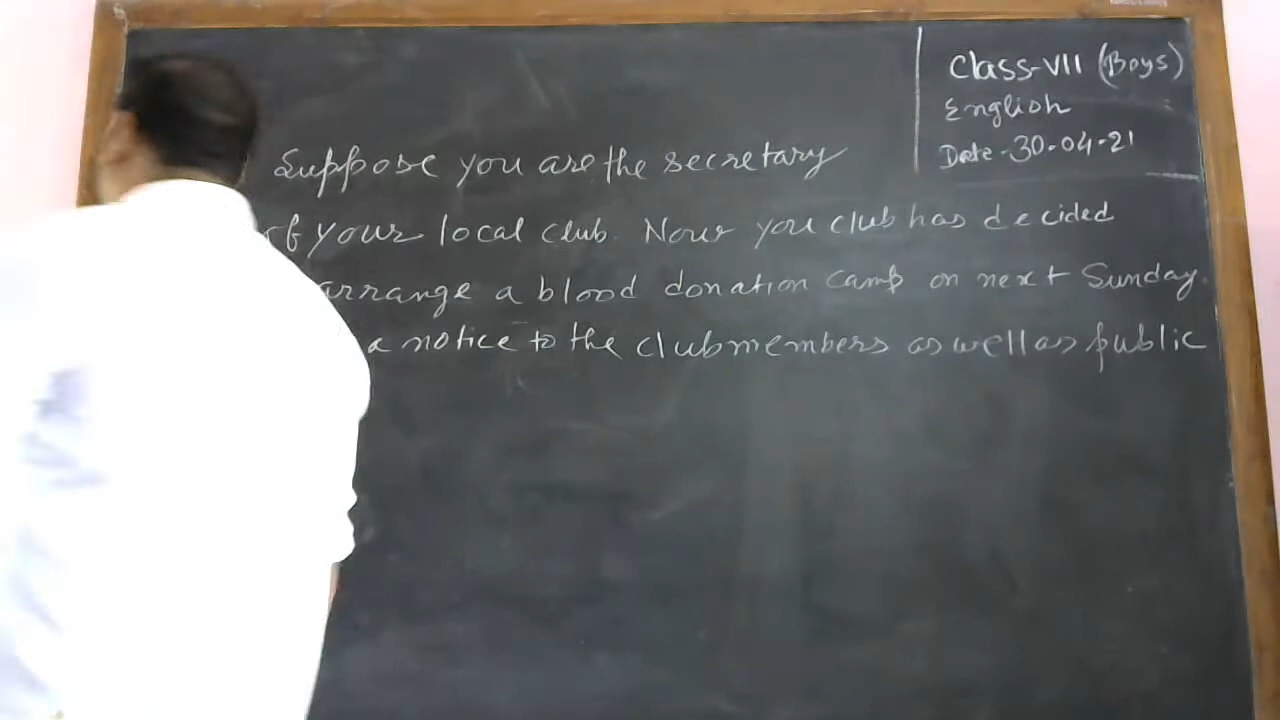 Class-VII (Boys)
English
Date-30-04-21
Suppose you are the secretary
of your local club. Now you club has decided
arrange a blood donation camp on next Sunday.
a notice to the club members as well as public